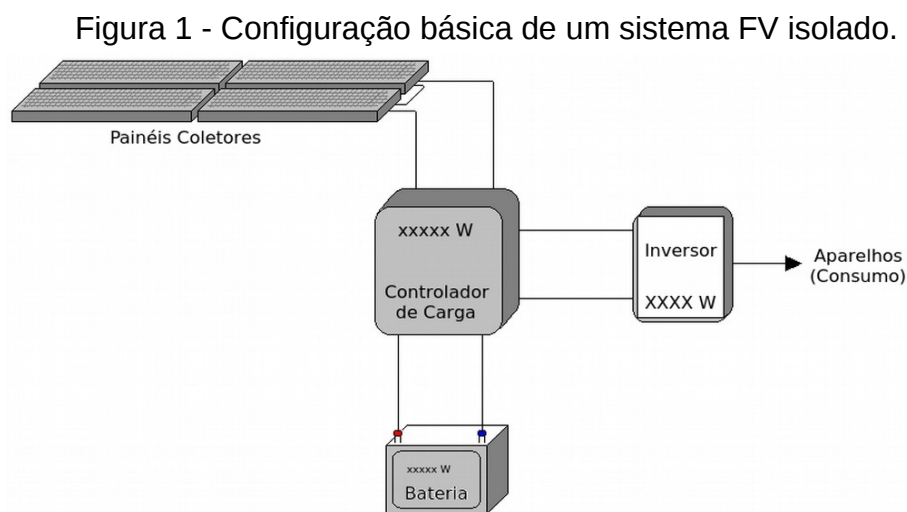 Figura 1 - Configuração básica de um sistema FV isolado.
Painéis Coletores
xxxxx W
Controlador
de Carga
Inversor
XXXX W
Aparelhos
(Consumo)
xxxxx W
Bateria